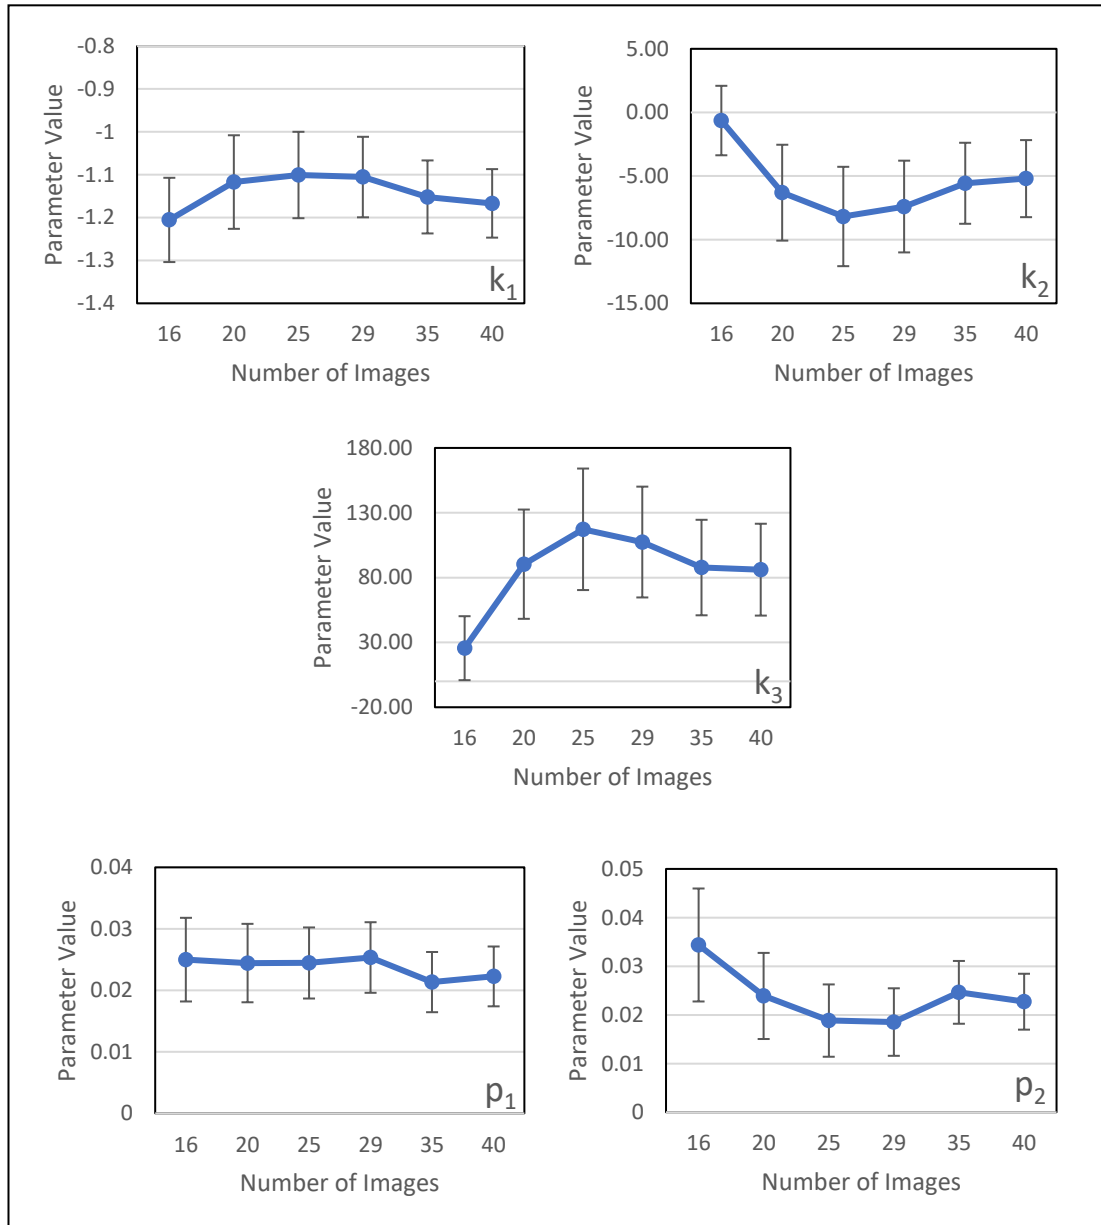 -0.8
-0.9
-1
-1.1
-1.2
-1.3
-1.4
Parameter Value
k1
16 20 25 29 35 40
Number of Images
5.00
0.00
-5.00
-10.00
-15.00
Parameter Value
k2
16 20 25 29 35 40
Number of Images
180.00
130.00
80.00
30.00
-20.00
Parameter Value
k3
16 20 25 29 35 40
Number of Images
0.04
0.03
0.02
0.01
0
Parameter Value
p1
16 20 25 29 35 40
Number of Images
0.05
0.04
0.03
0.02
0.01
0
Parameter Value
p2
16 20 25 29 35 40
Number of Images